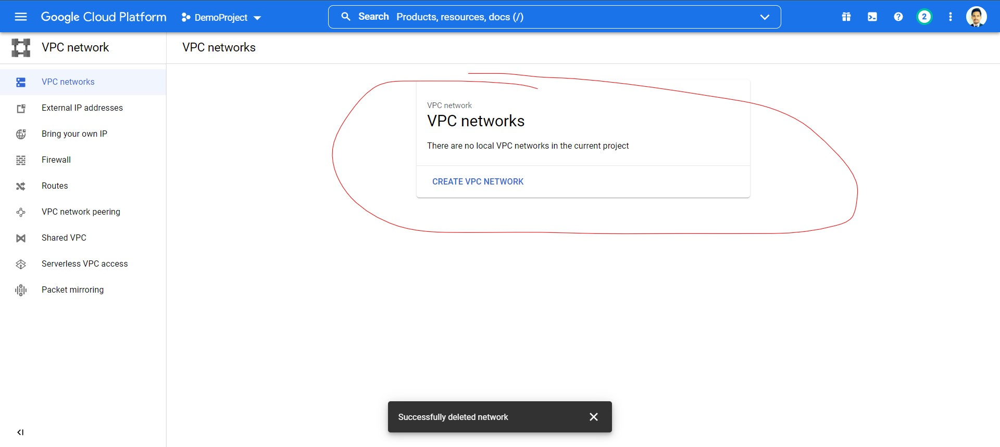 Google Cloud Platform
DemoProject
Search Products, resources, docs (/)
2
VPC network
VPC networks
VPC networks
External IP addresses
Bring your own IP
Firewall
Routes
VPC network peering
Shared VPC
Serverless VPC access
Packet mirroring
VPC network
VPC networks
There are no local VPC networks in the current project
CREATE VPC NETWORK
Successfully deleted network